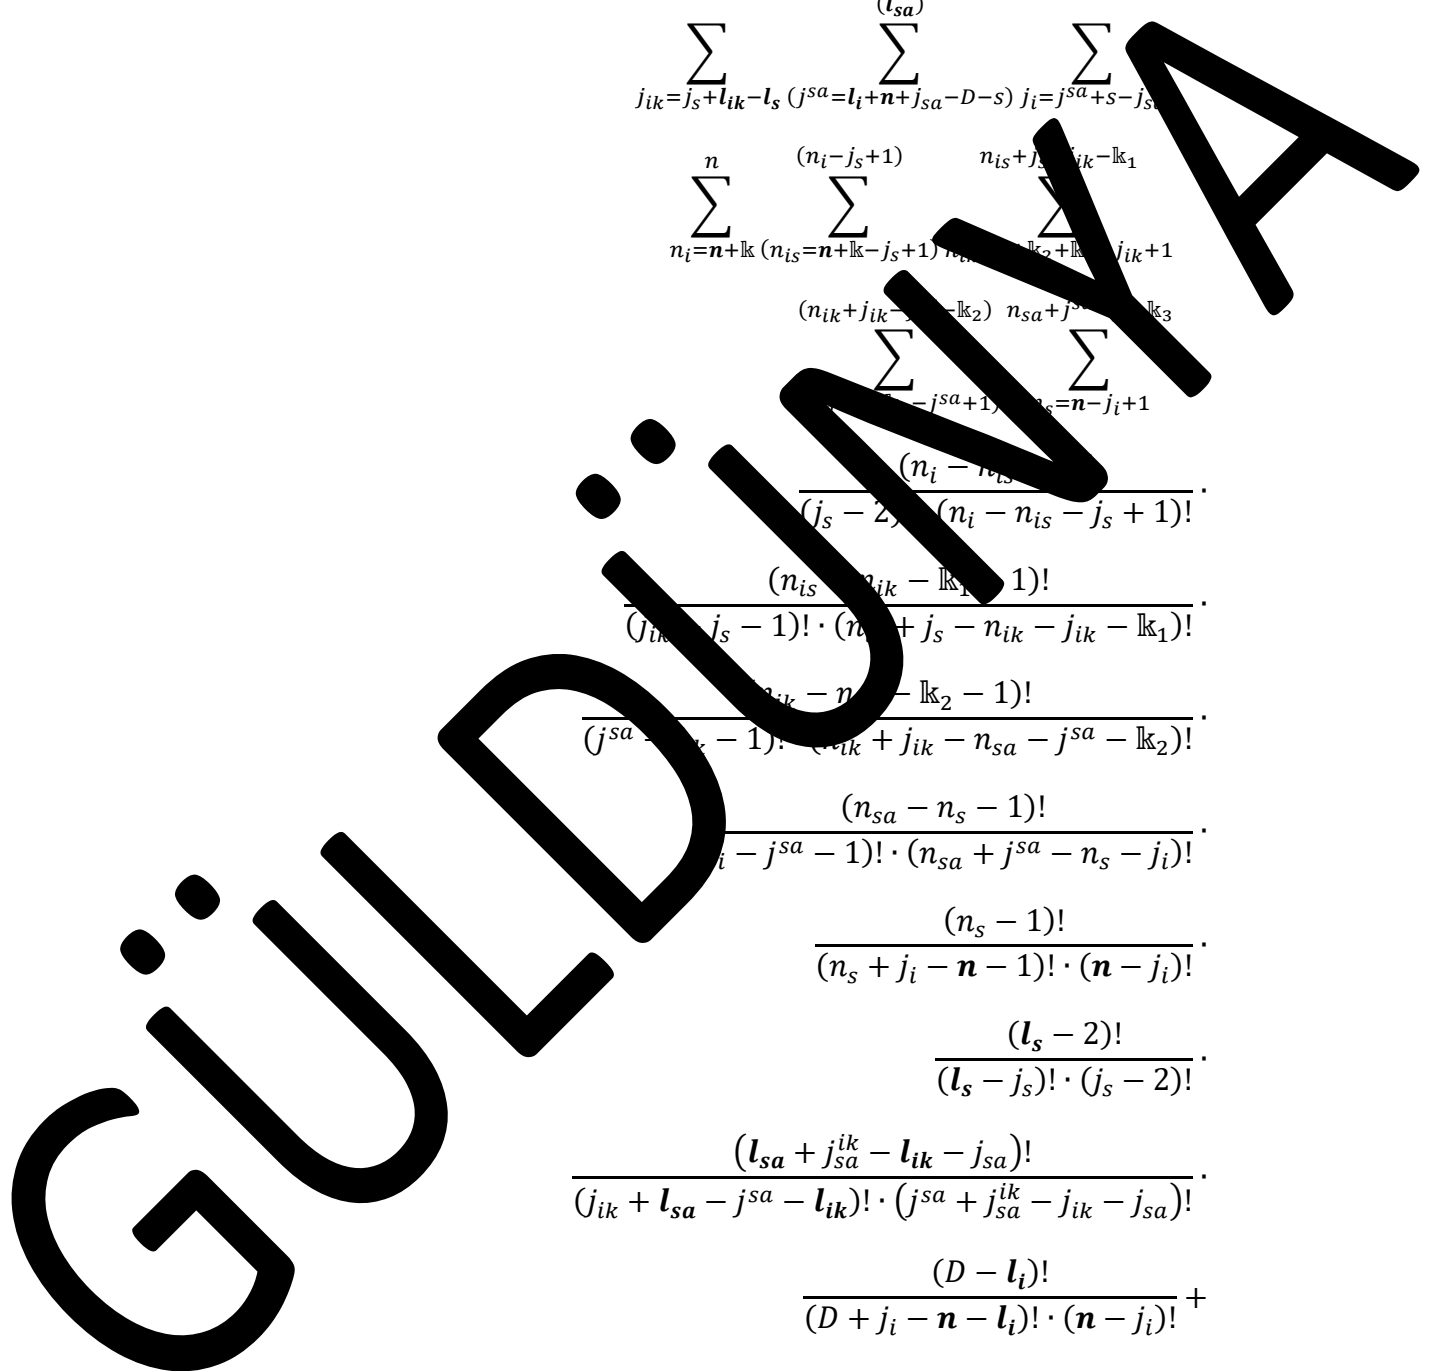 (l_sa)
∑ ∑ ∑
j_ik=j_s+l_ik−l_s (j^sa=l_i+n+j_sa−D−s) j_i=j^sa+s−j_s
n (n_i−j_s+1) n_is+j_s ik−𝕜_1
∑ ∑ ∑
n_i=n+𝕜 (n_is=n+𝕜−j_s+1) +𝕜 j_ik+1
(n_ik+j_ik− −𝕜_2) n_sa+j 𝕜_3
∑ ∑
−j^sa+1) n_s=n−j_i+1
(n_i − n_is
(j_s − 2) (n_i − n_is − j_s + 1)! ·
(n_is n_ik − 𝕜_1 1)!
(j_ik j_s − 1)! · (n + j_s − n_ik − j_ik − 𝕜_1)! ·
n_ik − n − 𝕜_2 − 1)!
(j^sa − 1)! (n_ik + j_ik − n_sa − j^sa − 𝕜_2)! ·
(n_sa − n_s − 1)!
i − j^sa − 1)! · (n_sa + j^sa − n_s − j_i)! ·
(n_s − 1)!
(n_s + j_i − n − 1)! · (n − j_i)! ·
(l_s − 2)!
(l_s − j_s)! · (j_s − 2)! ·
(l_sa + j_sa^ik − l_ik − j_sa)!
(j_ik + l_sa − j^sa − l_ik)! · (j^sa + j_sa^ik − j_ik − j_sa)! ·
(D − l_i)!
(D + j_i − n − l_i)! · (n − j_i)! +
GÜLDÜNYA